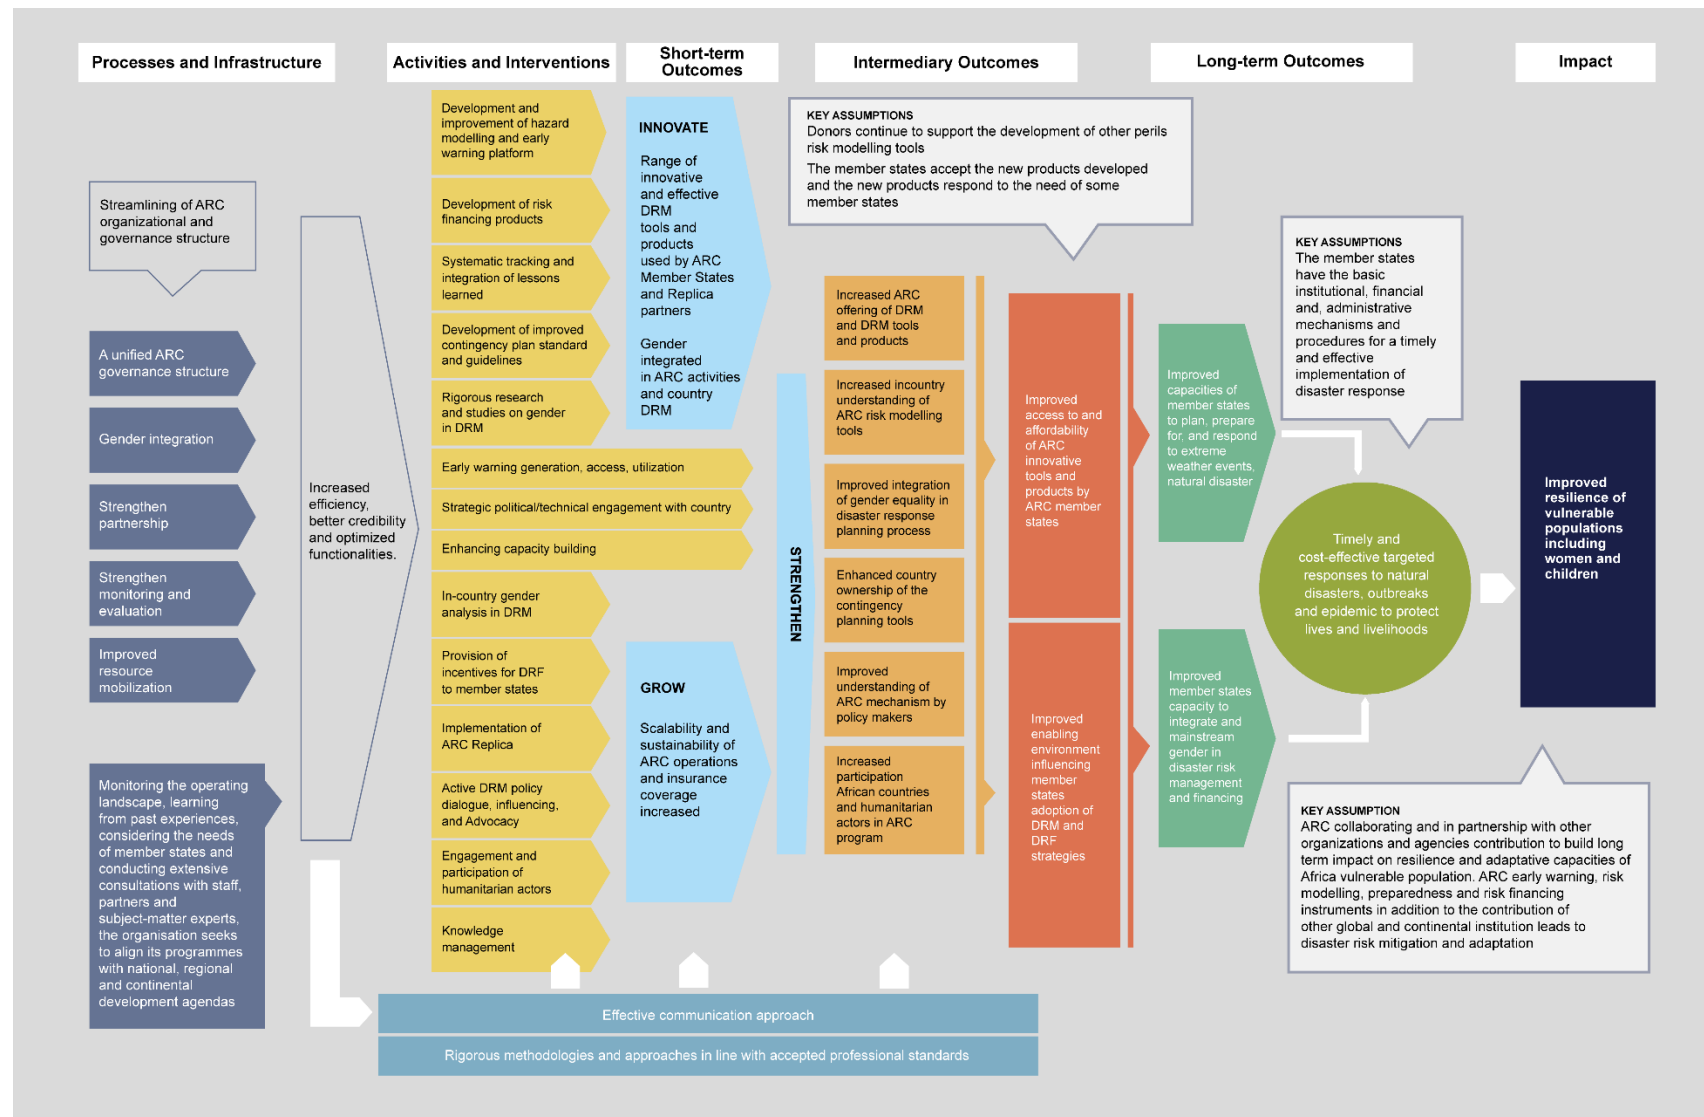 Processes and Infrastructure
Activities and Interventions
Short-term
Outcomes
Intermediary Outcomes
Long-term Outcomes
Impact
Streamlining of ARC
organizational and
governance structure
A unified ARC
governance structure
Gender integration
Strengthen
partnership
Strengthen
monitoring and
evaluation
Improved
resource
mobilization
Monitoring the operating
landscape, learning
from past experiences,
considering the needs
of member states and
conducting extensive
consultations with staff,
partners and
subject-matter experts,
the organisation seeks
to align its programmes
with national, regional
and continental
development agendas
Increased
efficiency,
better credibility
and optimized
functionalities.
Development and
improvement of hazard
modelling and early
warning platform
Development of risk
financing products
Systematic tracking and
integration of lessons
learned
Development of improved
contingency plan standard
and guidelines
Rigorous research
and studies on gender
in DRM
Early warning generation, access, utilization
Strategic political/technical engagement with country
Enhancing capacity building
In-country gender
analysis in DRM
Provision of
incentives for DRF
to member states
Implementation of
ARC Replica
Active DRM policy
dialogue, influencing,
and Advocacy
Engagement and
participation of
humanitarian actors
Knowledge
management
INNOVATE
Range of
innovative
and effective
DRM
tools and
products
used by ARC
Member States
and Replica
partners
Gender
integrated
in ARC activities
and country
DRM
GROW
Scalability and
sustainability of
ARC operations
and insurance
coverage
increased
STRENGTHEN
KEY ASSUMPTIONS
Donors continue to support the development of other perils
risk modelling tools
The member states accept the new products developed
and the new products respond to the need of some
member states
Increased ARC
offering of DRM
and DRM tools
and products
Increased incountry
understanding of
ARC risk modelling
tools
Improved integration
of gender equality in
disaster response
planning process
Enhanced country
ownership of the
contingency
planning tools
Improved
understanding of
ARC mechanism by
policy makers
Increased
participation
African countries
and humanitarian
actors in ARC
program
Improved
access to and
affordability
of ARC
innovative
tools and
products by
ARC member
states
Improved
enabling
environment
influencing
member
states
adoption of
DRM and
DRF
strategies
Improved
capacities of
member states
to plan, prepare
for, and respond
to extreme
weather events,
natural disaster
Improved
member states
capacity to
integrate and
mainstream
gender in
disaster risk
management
and financing
KEY ASSUMPTIONS
The member states
have the basic
institutional, financial
and, administrative
mechanisms and
procedures for a timely
and effective
implementation of
disaster response
Timely and
cost-effective targeted
responses to natural
disasters, outbreaks
and epidemic to protect
lives and livelihoods
Improved
resilience of
vulnerable
populations
including
women and
children
KEY ASSUMPTION
ARC collaborating and in partnership with other
organizations and agencies contribution to build long
term impact on resilience and adaptative capacities of
Africa vulnerable population. ARC early warning, risk
modelling, preparedness and risk financing
instruments in addition to the contribution of
other global and continental institution leads to
disaster risk mitigation and adaptation
Effective communication approach
Rigorous methodologies and approaches in line with accepted professional standards